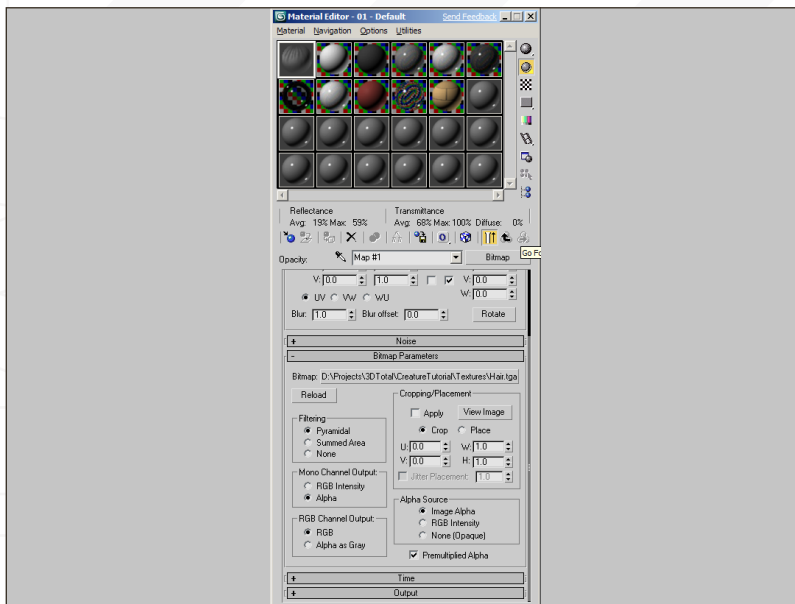 Material Editor - 01 - Default Send Feedback
Material Navigation Options Utilities
Reflectance Transmittance
Avg: 19% Max: 59% Avg: 68% Max: 100% Diffuse: 0%
Opacity: Map #1 Bitmap Go Fo
V: 0.0 1.0 V: 0.0
W: 0.0
UV VW WU
Blur: 1.0 Blur offset: 0.0 Rotate
+ Noise
- Bitmap Parameters
Bitmap: D:\Projects\3DTotal\CreatureTutorial\Textures\Hair.tga
Reload
Cropping/Placement
Apply View Image
Crop Place
U: 0.0 W: 1.0
V: 0.0 H: 1.0
Jitter Placement: 1.0
Filtering
Pyramidal
Summed Area
None
Mono Channel Output:
RGB Intensity
Alpha
RGB Channel Output:
RGB
Alpha as Gray
Alpha Source
Image Alpha
RGB Intensity
None (Opaque)
Premultiplied Alpha
+ Time
+ Output